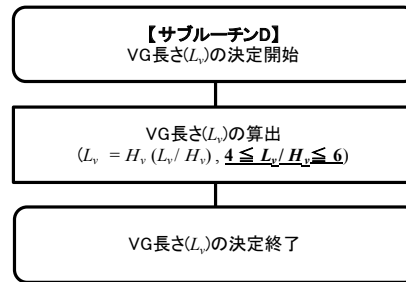 【サブルーチンD】
VG長さ(Lv)の決定開始
VG長さ(Lv)の算出
(Lv = Hv (Lv / Hv) , 4 ≦ Lv / Hv ≦ 6)
VG長さ(Lv)の決定終了